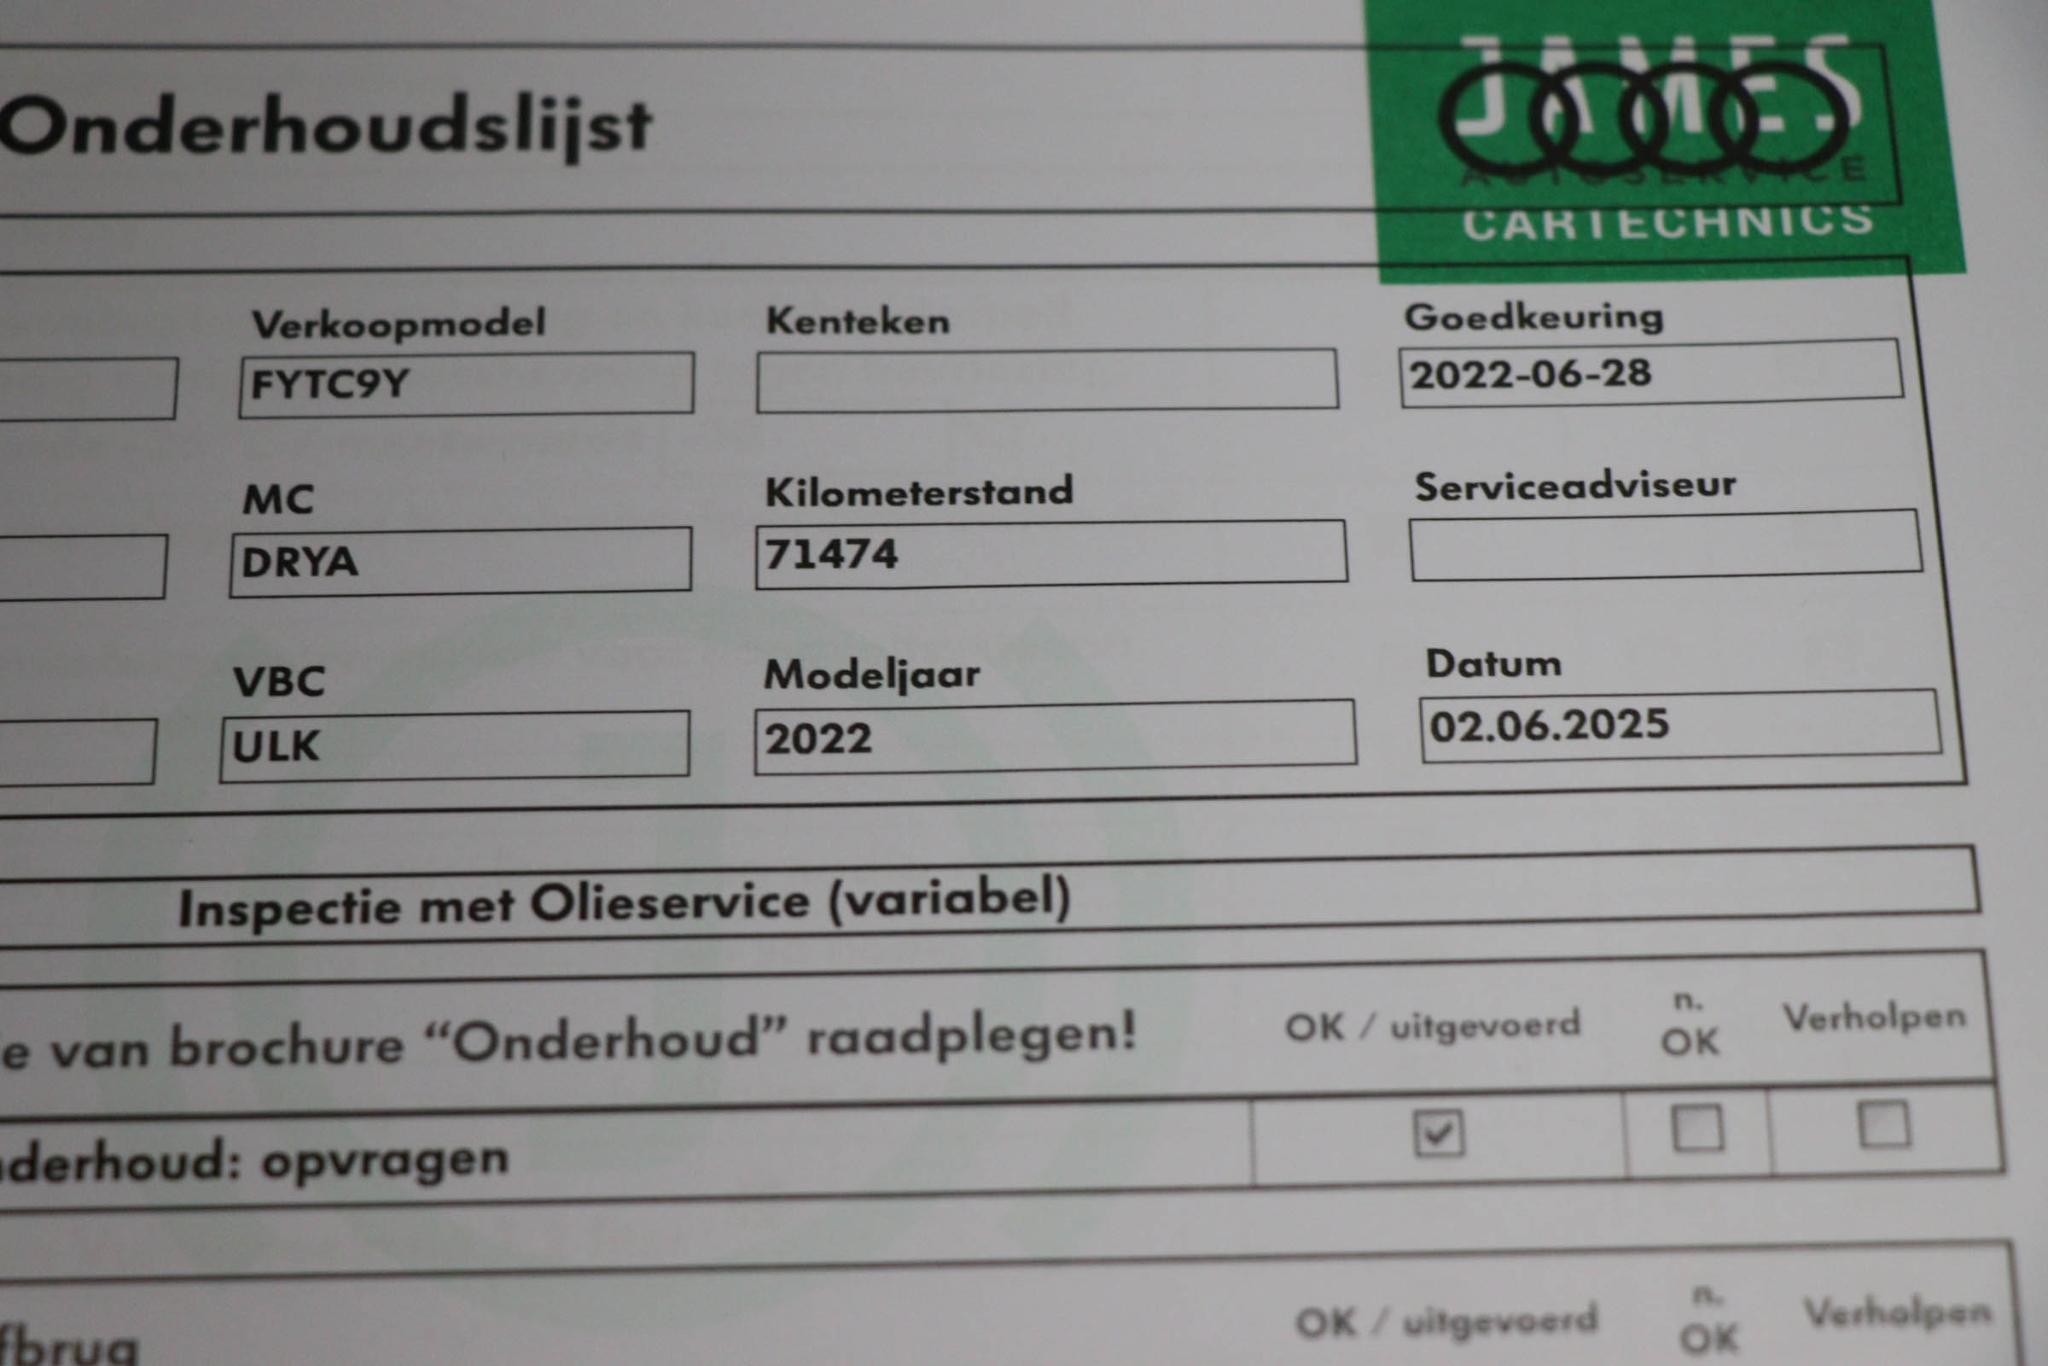 Onderhoudslijst
JAMES
AUTOSERVICE
CARTECHNICS
Verkoopmodel Kenteken Goedkeuring
FYTC9Y 2022-06-28
MC Kilometerstand Serviceadviseur
DRYA 71474
VBC Modeljaar Datum
ULK 2022 02.06.2025
Inspectie met Olieservice (variabel)
e van brochure “Onderhoud” raadplegen! OK / uitgevoerd n. OK Verholpen
nderhoud: opvragen
fbrug OK / uitgevoerd n. OK Verholpen